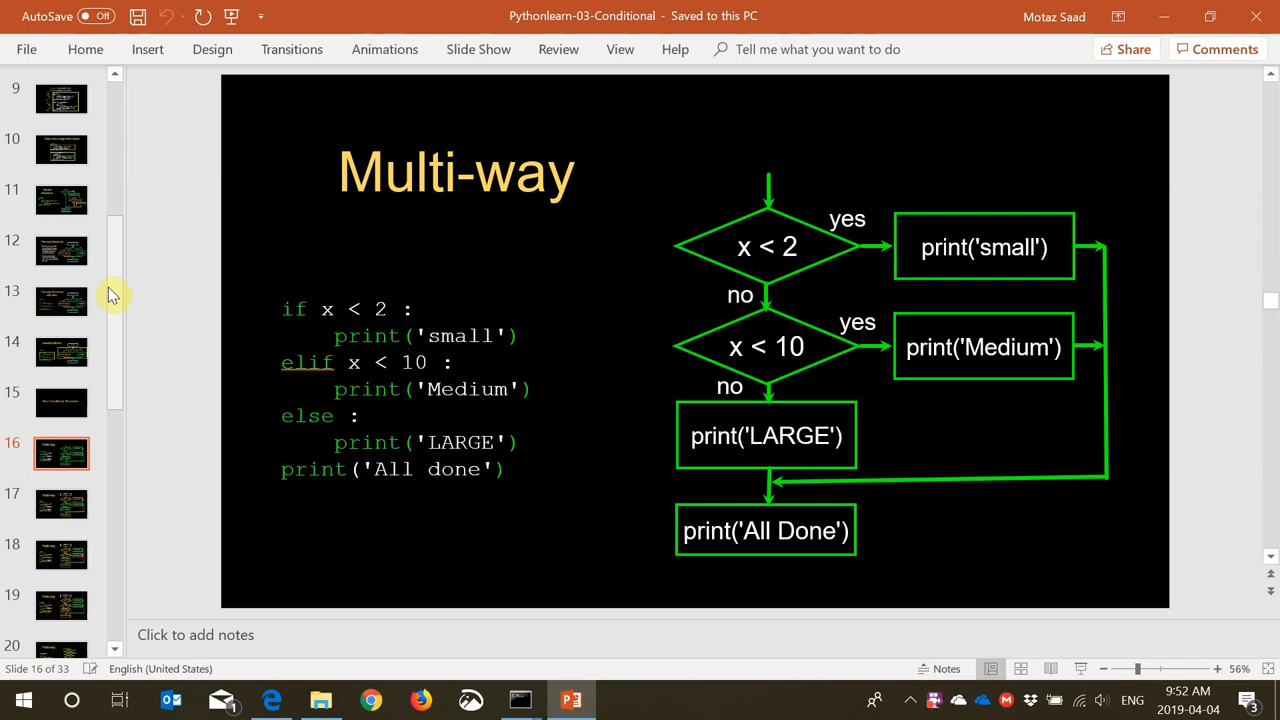 AutoSave Off
Pythonlearn-03-Conditional - Saved to this PC
Motaz Saad
File Home Insert Design Transitions Animations Slide Show Review View Help Tell me what you want to do Share Comments
9
10
11
12
13
14
15
16
17
18
19
20
Multi-way
if x < 2 :
print('small')
elif x < 10 :
print('Medium')
else :
print('LARGE')
print('All done')
x < 2
yes
print('small')
no
x < 10
yes
print('Medium')
no
print('LARGE')
print('All Done')
Click to add notes
Slide 16 of 33 English (United States) Notes 56%
1
ENG
9:52 AM
2019-04-04
3